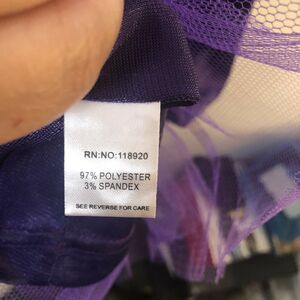 RN:NO:118920
97% POLYESTER
3% SPANDEX
SEE REVERSE FOR CARE